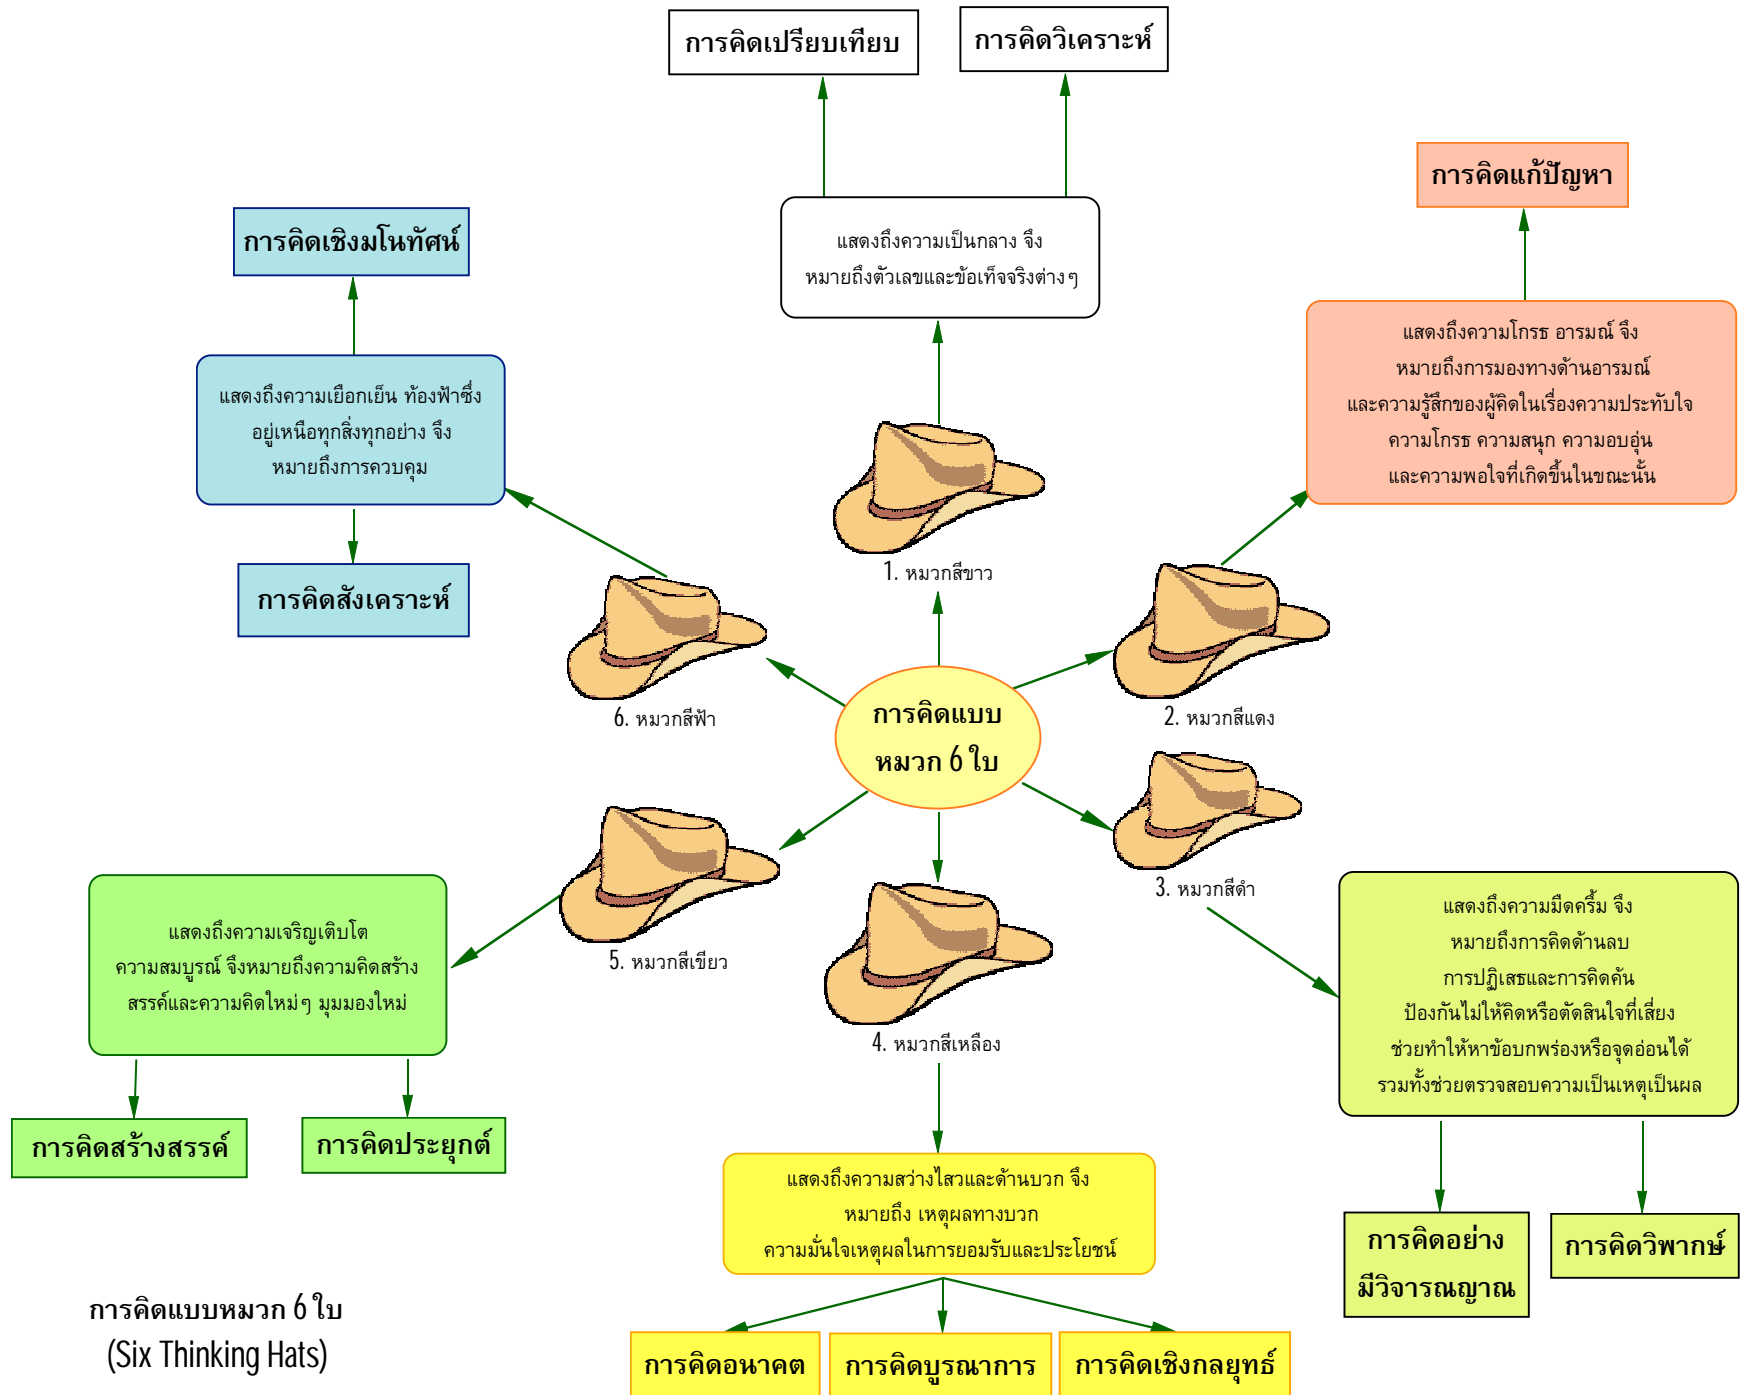 การคิดเปรียบเทียบ
การคิดวิเคราะห์
แสดงถึงความเป็นกลาง จึง
หมายถึงตัวเลขและข้อเท็จจริงต่างๆ
1. หมวกสีขาว
การคิดแก้ปัญหา
แสดงถึงความโกรธ อารมณ์ จึง
หมายถึงการมองทางด้านอารมณ์
และความรู้สึกของผู้คิดในเรื่องความประทับใจ
ความโกรธ ความสนุก ความอบอุ่น
และความพอใจที่เกิดขึ้นในขณะนั้น
2. หมวกสีแดง
การคิดเชิงมโนทัศน์
แสดงถึงความเยือกเย็น ท้องฟ้าซึ่ง
อยู่เหนือทุกสิ่งทุกอย่าง จึง
หมายถึงการควบคุม
การคิดสังเคราะห์
6. หมวกสีฟ้า
การคิดแบบ
หมวก 6 ใบ
3. หมวกสีดำ
แสดงถึงความมืดครึ้ม จึง
หมายถึงการคิดด้านลบ
การปฏิเสธและการคิดค้น
ป้องกันไม่ให้คิดหรือตัดสินใจที่เสี่ยง
ช่วยทำให้หาข้อบกพร่องหรือจุดอ่อนได้
รวมทั้งช่วยตรวจสอบความเป็นเหตุเป็นผล
การคิดอย่าง
มีวิจารณญาณ
การคิดวิพากษ์
5. หมวกสีเขียว
แสดงถึงความเจริญเติบโต
ความสมบูรณ์ จึงหมายถึงความคิดสร้าง
สรรค์และความคิดใหม่ๆ มุมมองใหม่
การคิดสร้างสรรค์
การคิดประยุกต์
4. หมวกสีเหลือง
แสดงถึงความสว่างไสวและด้านบวก จึง
หมายถึง เหตุผลทางบวก
ความมั่นใจเหตุผลในการยอมรับและประโยชน์
การคิดอนาคต
การคิดบูรณาการ
การคิดเชิงกลยุทธ์
การคิดแบบหมวก 6 ใบ
(Six Thinking Hats)